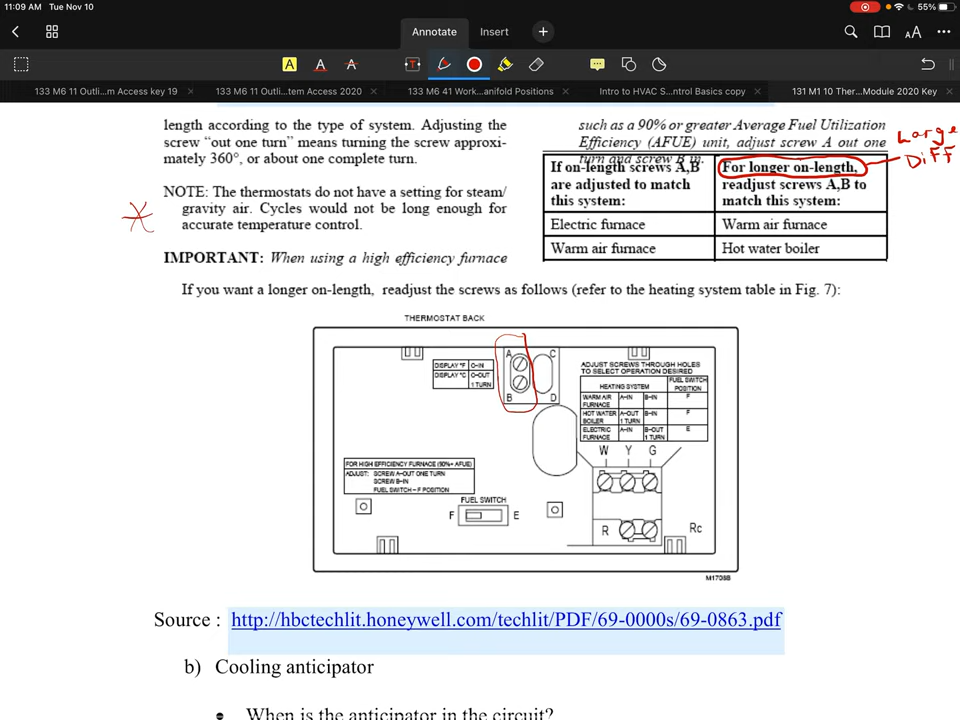 11:09 AM Tue Nov 10
55%
Annotate
Insert
133 M6 11 Outli...m Access key 19
133 M6 11 Outli...tem Access 2020
133 M6 41 Work...anifold Positions
Intro to HVAC S...ntrol Basics copy
131 M1 10 Ther...Module 2020 Key
length according to the type of system. Adjusting the
screw “out one turn” means turning the screw approxi-
mately 360°, or about one complete turn.
NOTE: The thermostats do not have a setting for steam/
gravity air. Cycles would not be long enough for
accurate temperature control.
IMPORTANT: When using a high efficiency furnace
such as a 90% or greater Average Fuel Utilization
Efficiency (AFUE) unit, adjust screw A out one
turn and screw B in.
Large
Diff
If on-length screws A,B
are adjusted to match
this system:
For longer on-length,
readjust screws A,B to
match this system:
Electric furnace
Warm air furnace
Warm air furnace
Hot water boiler
If you want a longer on-length, readjust the screws as follows (refer to the heating system table in Fig. 7):
THERMOSTAT BACK
DISPLAY °F C-IN
DISPLAY °C C-OUT
1 TURN
A
B
C
D
ADJUST SCREWS THROUGH HOLES
TO SELECT OPERATION DESIRED
HEATING SYSTEM
FUEL SWITCH
POSITION
WARM AIR
FURNACE
A-IN
B-IN
F
HOT WATER
BOILER
A-OUT
1 TURN
B-IN
F
ELECTRIC
FURNACE
A-IN
B-OUT
1 TURN
E
W Y G
FOR HIGH EFFICIENCY FURNACE (90%+ AFUE)
ADJUST: SCREW A-OUT ONE TURN
SCREW B-IN
FUEL SWITCH – F POSITION
FUEL SWITCH
F
E
R
Rc
M1708B
Source : http://hbctechlit.honeywell.com/techlit/PDF/69-0000s/69-0863.pdf
b) Cooling anticipator
When is the anticipator in the circuit?